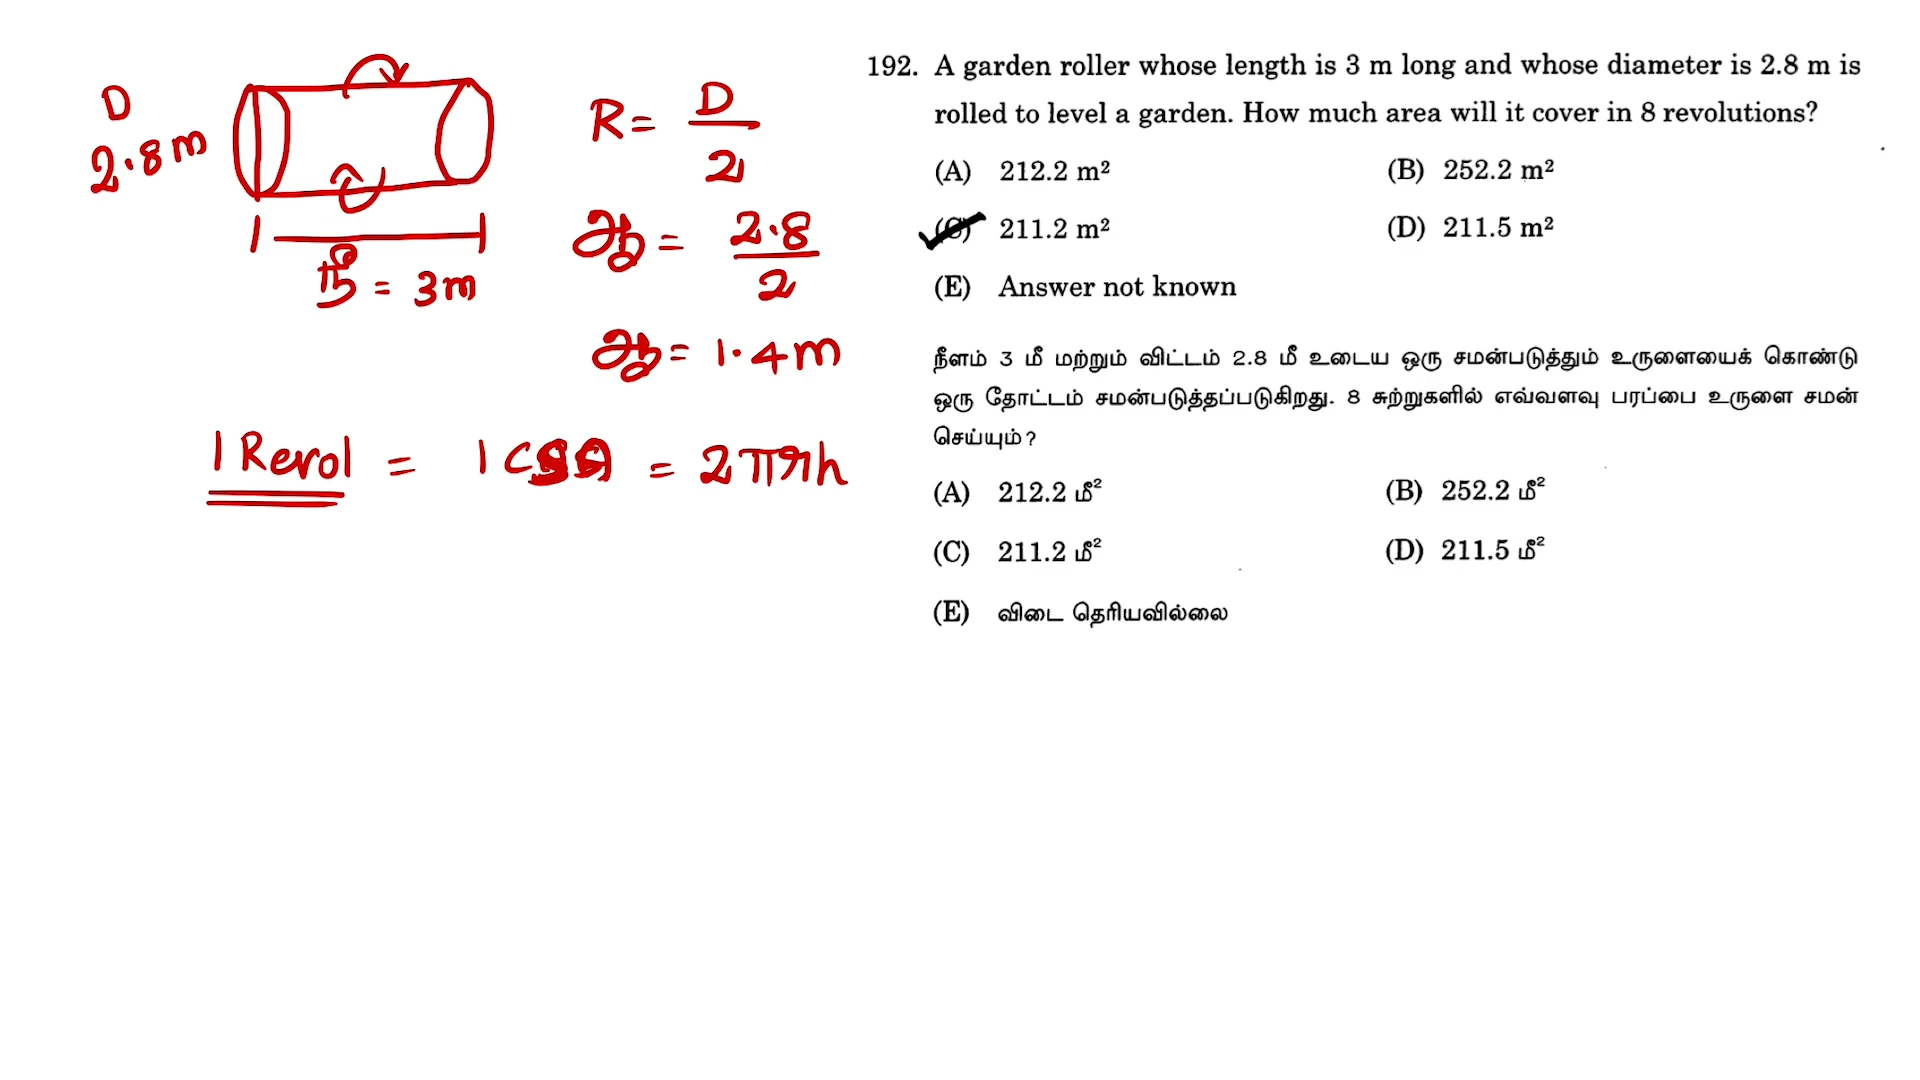 D
2.8m
நீ = 3m
R = D/2
ஆ = 2.8/2
ஆ = 1.4m
1 Revol = 1 CSA = 2πrh
192. A garden roller whose length is 3 m long and whose diameter is 2.8 m is
rolled to level a garden. How much area will it cover in 8 revolutions?
(A) 212.2 m² (B) 252.2 m²
(C) 211.2 m² (D) 211.5 m²
(E) Answer not known
நீளம் 3 மீ மற்றும் விட்டம் 2.8 மீ உடைய ஒரு சமன்படுத்தும் உருளையைக் கொண்டு
ஒரு தோட்டம் சமன்படுத்தப்படுகிறது. 8 சுற்றுகளில் எவ்வளவு பரப்பை உருளை சமன்
செய்யும்?
(A) 212.2 மீ² (B) 252.2 மீ²
(C) 211.2 மீ² (D) 211.5 மீ²
(E) விடை தெரியவில்லை